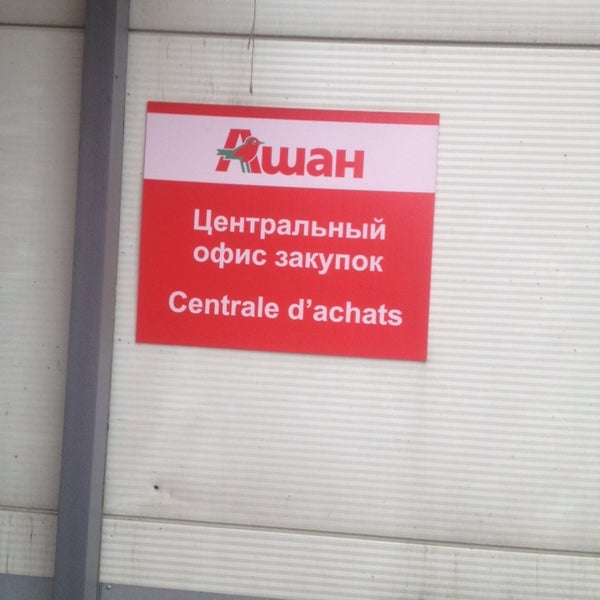 Ашан
Центральный
офис закупок
Centrale d’achats